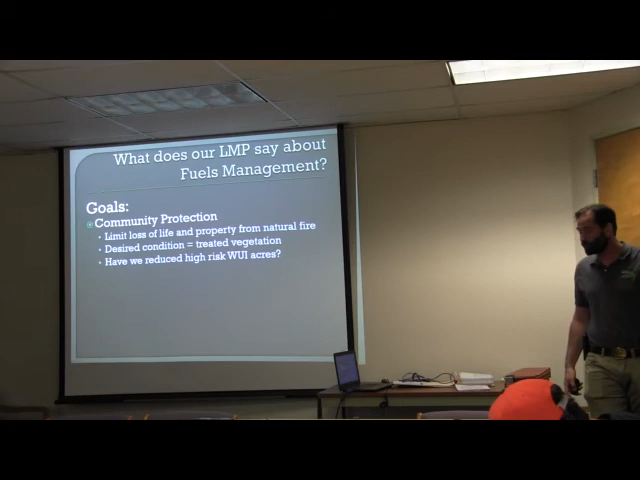 What does our LMP say about
Fuels Management?
Goals:
Community Protection
• Limit loss of life and property from natural fire
• Desired condition = treated vegetation
• Have we reduced high risk WUI acres?